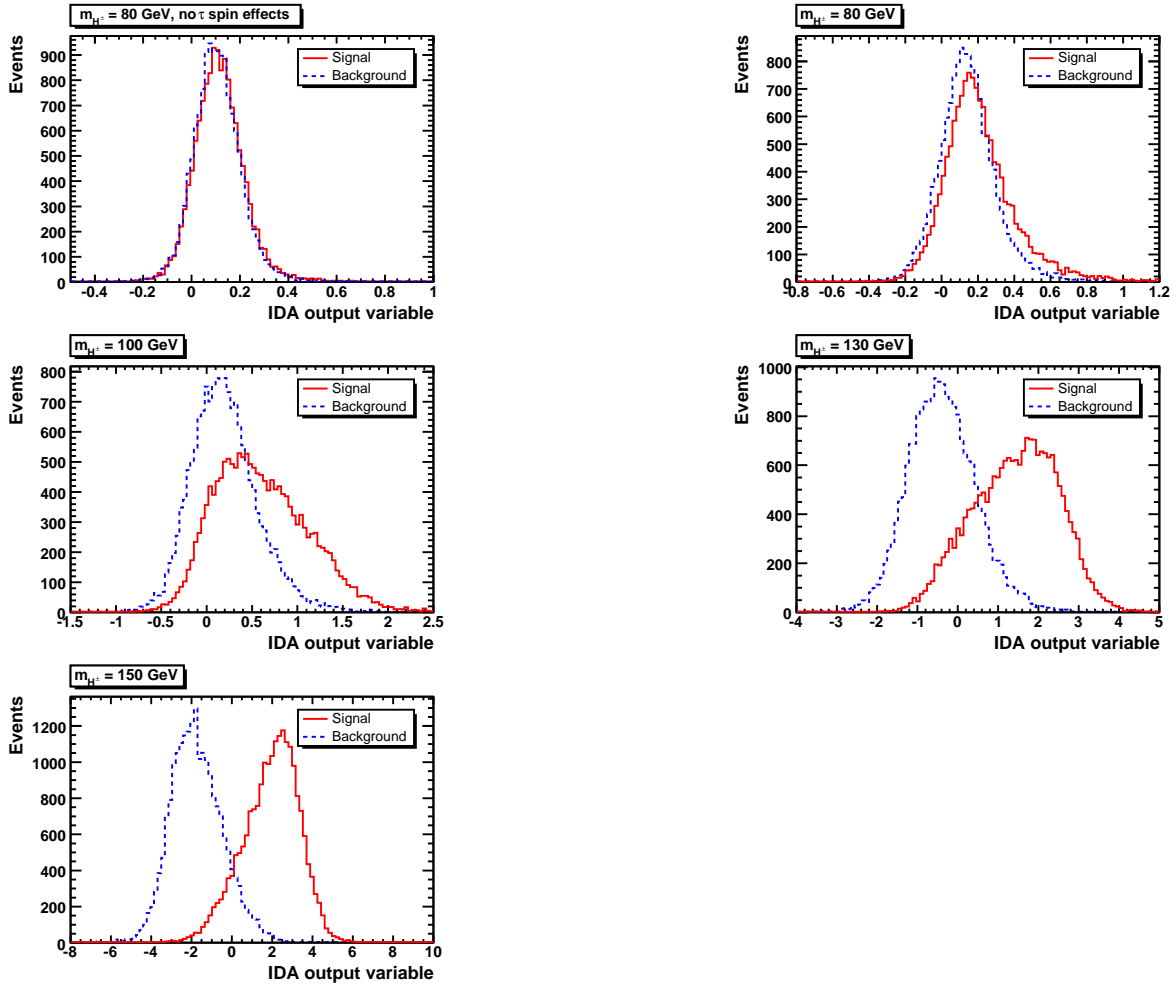 m_H± = 80 GeV, no τ spin effects
Events
900
800
700
600
500
400
300
200
100
0
Signal
Background
-0.4 -0.2 0 0.2 0.4 0.6 0.8 1
IDA output variable
m_H± = 80 GeV
Events
900
800
700
600
500
400
300
200
100
0
Signal
Background
-0.8 -0.6 -0.4 -0.2 -0 0.2 0.4 0.6 0.8 1 1.2
IDA output variable
m_H± = 100 GeV
Events
800
700
600
500
400
300
200
100
0
Signal
Background
-1.5 -1 -0.5 0 0.5 1 1.5 2 2.5
IDA output variable
m_H± = 130 GeV
Events
1000
800
600
400
200
0
Signal
Background
-4 -3 -2 -1 0 1 2 3 4 5
IDA output variable
m_H± = 150 GeV
Events
1200
1000
800
600
400
200
0
Signal
Background
-8 -6 -4 -2 0 2 4 6 8 10
IDA output variable